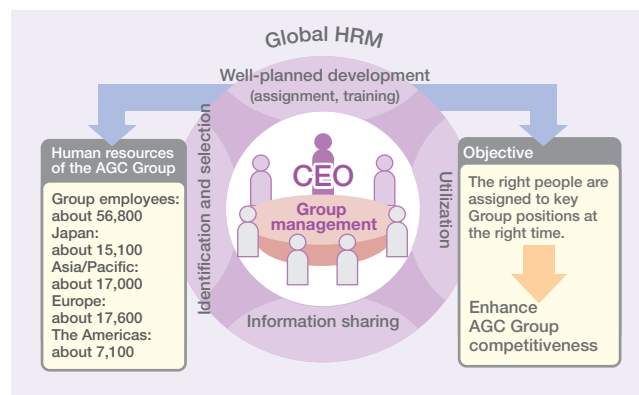 Global HRM
Well-planned development
(assignment, training)
Identification and selection
Utilization
Information sharing
CEO
Group
management
Human resources
of the AGC Group
Group employees:
about 56,800
Japan:
about 15,100
Asia/Pacific:
about 17,000
Europe:
about 17,600
The Americas:
about 7,100
Objective
The right people are
assigned to key
Group positions at
the right time.
Enhance
AGC Group
competitiveness